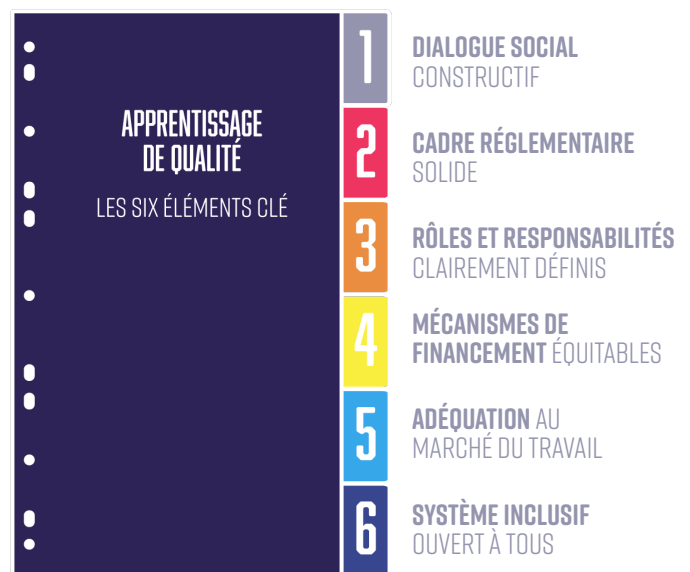 APPRENTISSAGE
DE QUALITÉ
LES SIX ÉLÉMENTS CLÉ
1
DIALOGUE SOCIAL
CONSTRUCTIF
2
CADRE RÉGLEMENTAIRE
SOLIDE
3
RÔLES ET RESPONSABILITÉS
CLAIREMENT DÉFINIS
4
MÉCANISMES DE
FINANCEMENT ÉQUITABLES
5
ADÉQUATION AU
MARCHÉ DU TRAVAIL
6
SYSTÈME INCLUSIF
OUVERT À TOUS